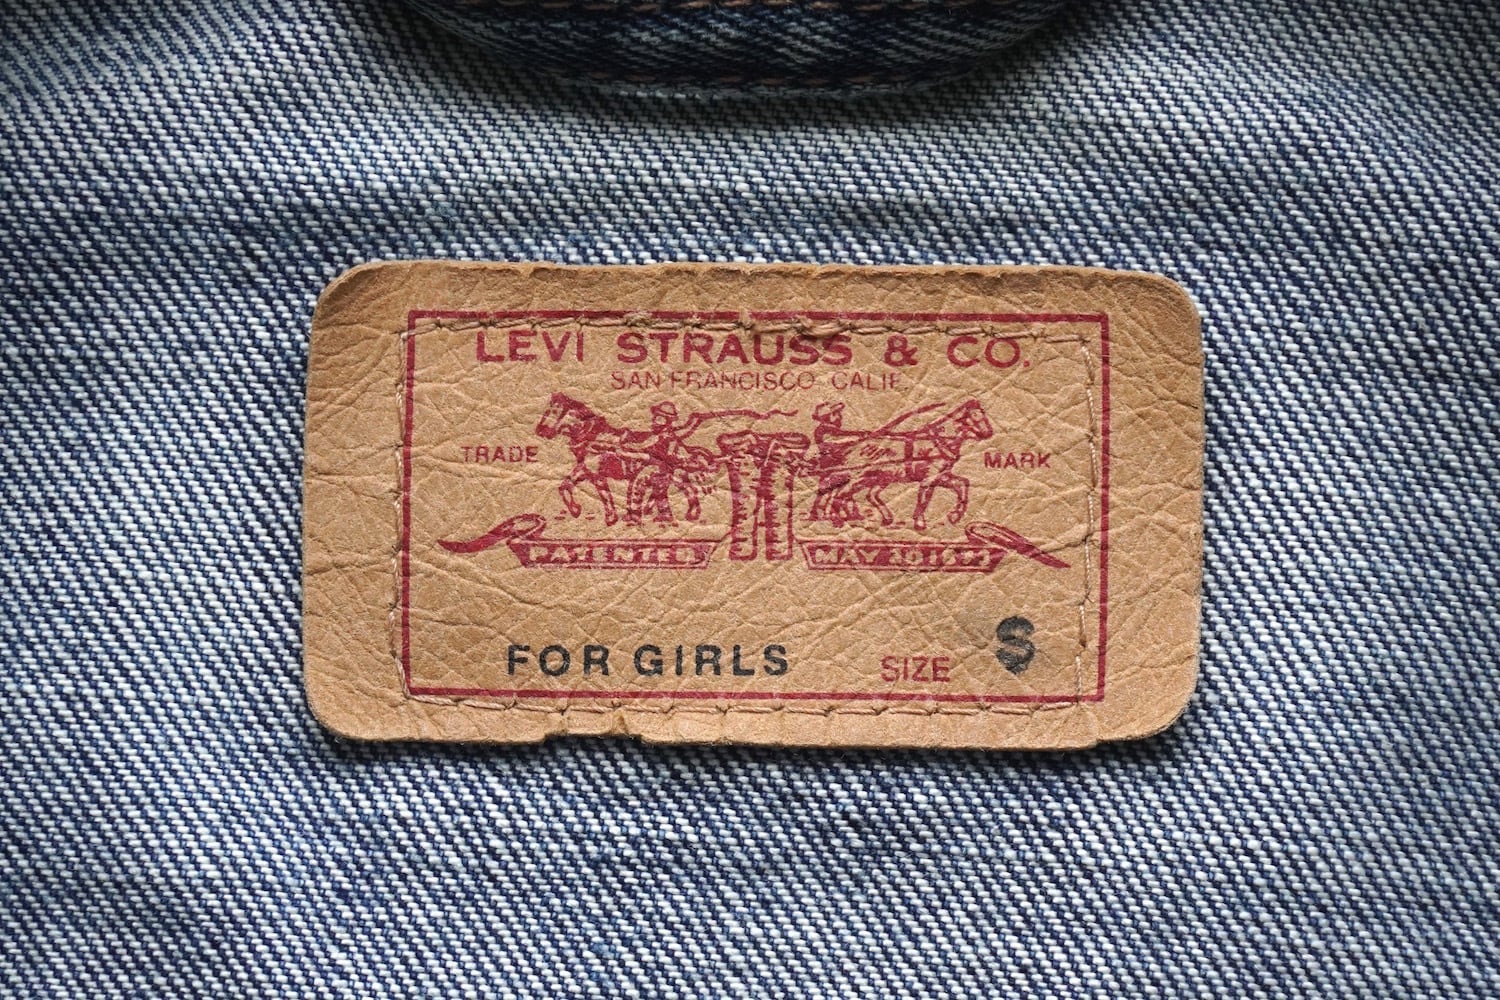 LEVI STRAUSS & CO.
SAN FRANCISCO CALIF.
TRADE MARK
PATENTED MAY 20 1873
FOR GIRLS SIZE S